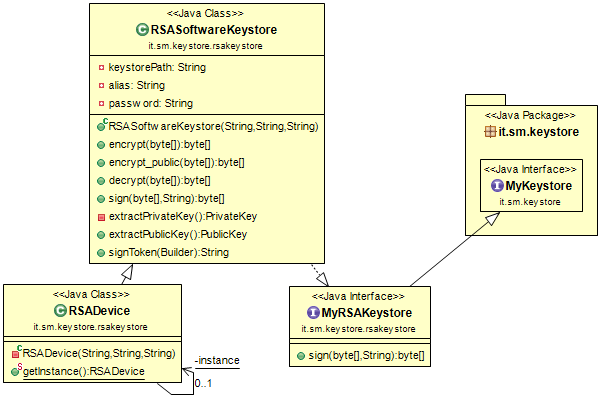 <<Java Class>>
RSASoftwareKeystore
it.sm.keystore.rsakeystore
keystorePath: String
alias: String
password: String
RSASoftwareKeystore(String,String,String)
encrypt(byte[]):byte[]
encrypt_public(byte[]):byte[]
decrypt(byte[]):byte[]
sign(byte[],String):byte[]
extractPrivateKey():PrivateKey
extractPublicKey():PublicKey
signToken(Builder):String
<<Java Package>>
it.sm.keystore
<<Java Interface>>
MyKeystore
it.sm.keystore
<<Java Class>>
RSADevice
it.sm.keystore.rsakeystore
RSADevice(String,String,String)
getInstance():RSADevice
-instance
0..1
<<Java Interface>>
MyRSAKeystore
it.sm.keystore.rsakeystore
sign(byte[],String):byte[]